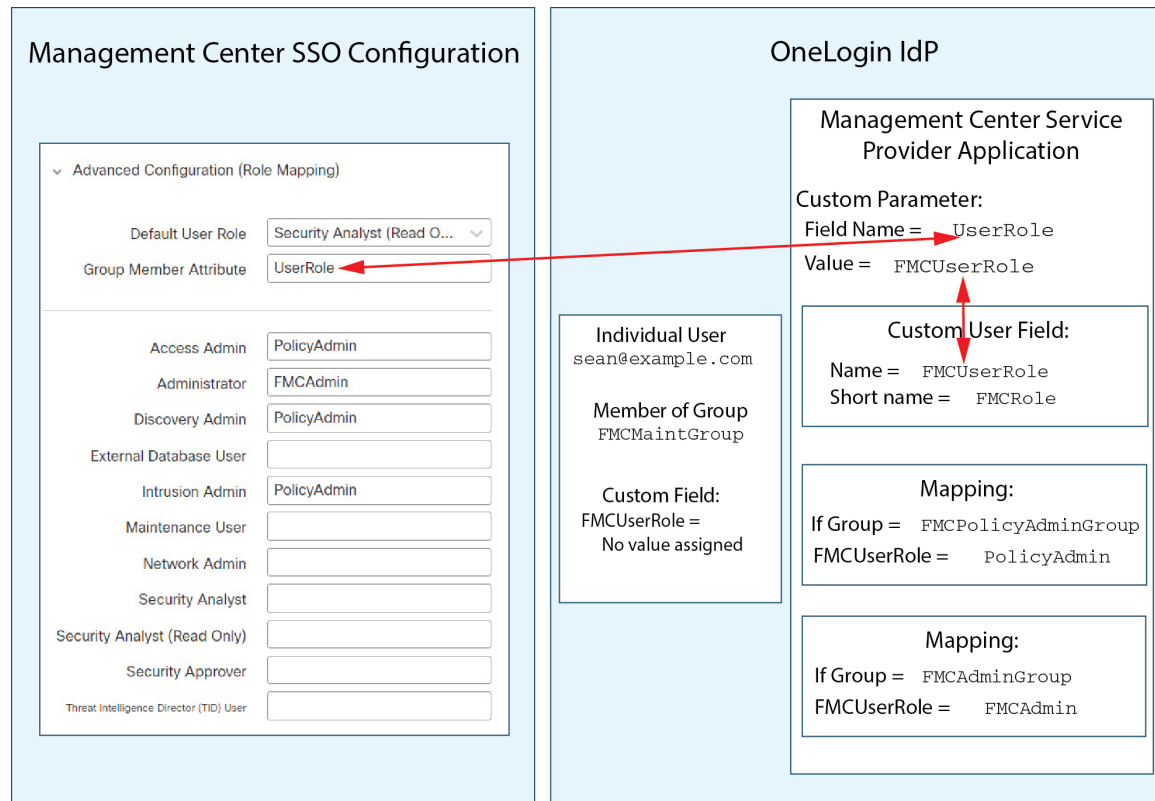 Management Center SSO Configuration
Advanced Configuration (Role Mapping)
Default User Role Security Analyst (Read O...
Group Member Attribute UserRole
Access Admin PolicyAdmin
Administrator FMCAdmin
Discovery Admin PolicyAdmin
External Database User
Intrusion Admin PolicyAdmin
Maintenance User
Network Admin
Security Analyst
Security Analyst (Read Only)
Security Approver
Threat Intelligence Director (TID) User
OneLogin IdP
Individual User
sean@example.com
Member of Group
FMCMaintGroup
Custom Field:
FMCUserRole =
No value assigned
Management Center Service
Provider Application
Custom Parameter:
Field Name = UserRole
Value = FMCUserRole
Custom User Field:
Name = FMCUserRole
Short name = FMCRole
Mapping:
If Group = FMCPolicyAdminGroup
FMCUserRole = PolicyAdmin
Mapping:
If Group = FMCAdminGroup
FMCUserRole = FMCAdmin